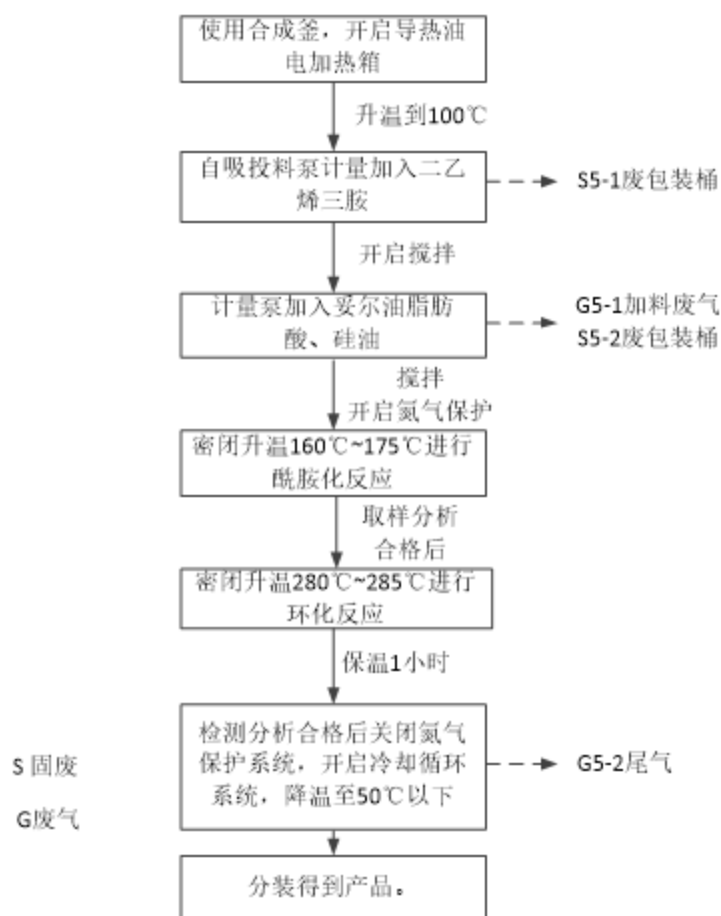 使用合成釜，开启导热油
电加热箱
升温到100℃
自吸投料泵计量加入二乙
烯三胺
S5-1废包装桶
开启搅拌
计量泵加入妥尔油脂肪
酸、硅油
G5-1加料废气
S5-2废包装桶
搅拌
开启氮气保护
密闭升温160℃~175℃进行
酰胺化反应
取样分析
合格后
密闭升温280℃~285℃进行
环化反应
保温1小时
检测分析合格后关闭氮气
保护系统，开启冷却循环
系统，降温至50℃以下
G5-2尾气
S 固废
G废气
分装得到产品。